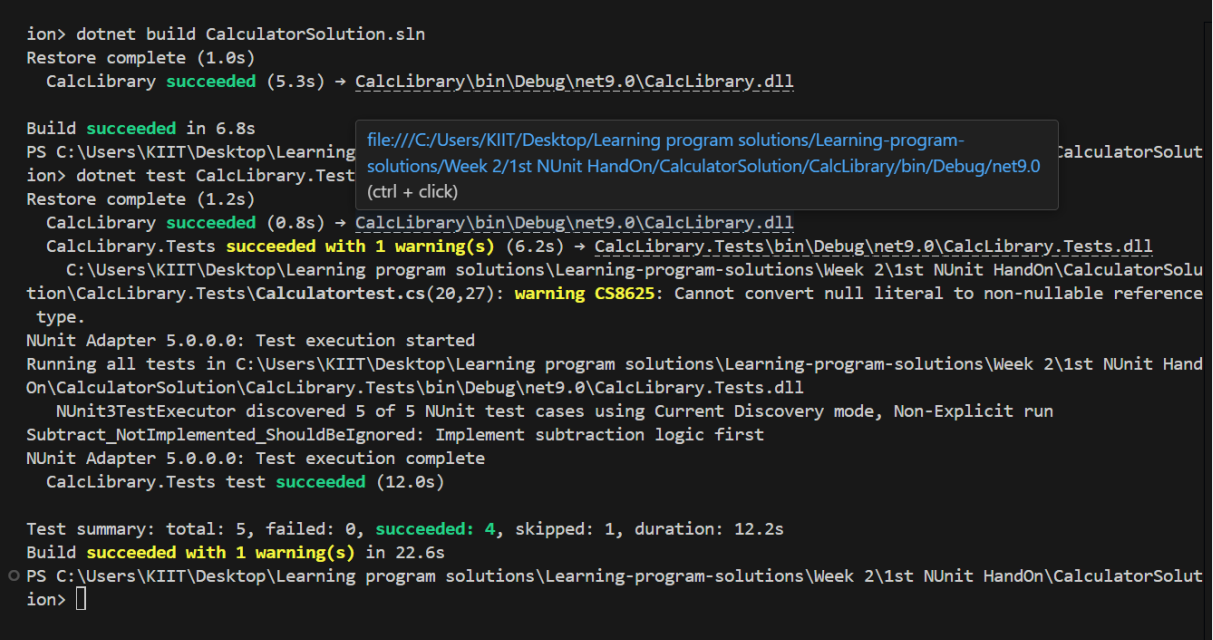 ion> dotnet build CalculatorSolution.sln
Restore complete (1.0s)
CalcLibrary succeeded (5.3s) → CalcLibrary\bin\Debug\net9.0\CalcLibrary.dll
Build succeeded in 6.8s
PS C:\Users\KIIT\Desktop\Learning
file:///C:/Users/KIIT/Desktop/Learning program solutions/Learning-program-
solutions/Week 2/1st NUnit HandOn/CalculatorSolution/CalcLibrary/bin/Debug/net9.0
(ctrl + click)
CalculatorSolut
ion> dotnet test CalcLibrary.Test
Restore complete (1.2s)
CalcLibrary succeeded (0.8s) → CalcLibrary\bin\Debug\net9.0\CalcLibrary.dll
CalcLibrary.Tests succeeded with 1 warning(s) (6.2s) → CalcLibrary.Tests\bin\Debug\net9.0\CalcLibrary.Tests.dll
C:\Users\KIIT\Desktop\Learning program solutions\Learning-program-solutions\Week 2\1st NUnit HandOn\CalculatorSolu
tion\CalcLibrary.Tests\Calculatortest.cs(20,27): warning CS8625: Cannot convert null literal to non-nullable reference
type.
NUnit Adapter 5.0.0.0: Test execution started
Running all tests in C:\Users\KIIT\Desktop\Learning program solutions\Learning-program-solutions\Week 2\1st NUnit Hand
On\CalculatorSolution\CalcLibrary.Tests\bin\Debug\net9.0\CalcLibrary.Tests.dll
NUnit3TestExecutor discovered 5 of 5 NUnit test cases using Current Discovery mode, Non-Explicit run
Subtract_NotImplemented_ShouldBeIgnored: Implement subtraction logic first
NUnit Adapter 5.0.0.0: Test execution complete
CalcLibrary.Tests test succeeded (12.0s)
Test summary: total: 5, failed: 0, succeeded: 4, skipped: 1, duration: 12.2s
Build succeeded with 1 warning(s) in 22.6s
PS C:\Users\KIIT\Desktop\Learning program solutions\Learning-program-solutions\Week 2\1st NUnit HandOn\CalculatorSolut
ion>